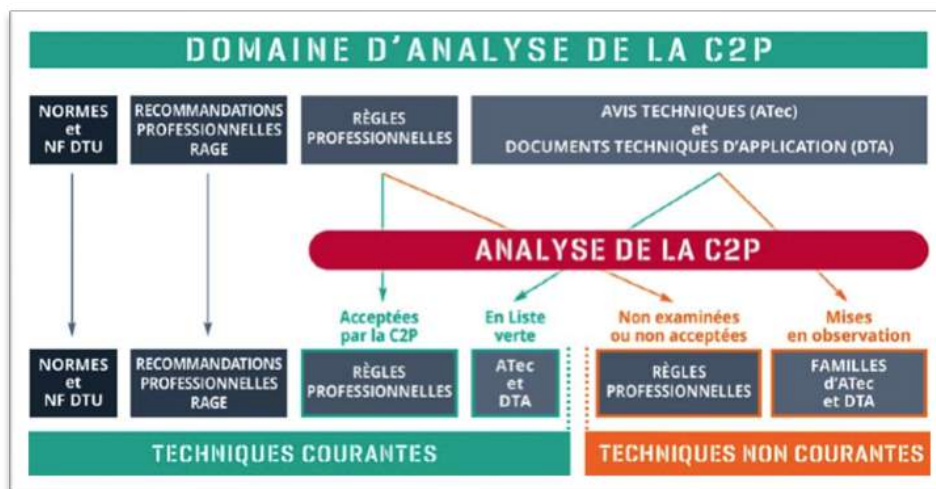 DOMAINE D'ANALYSE DE LA C2P
NORMES
et
NF DTU
RECOMMANDATIONS
PROFESSIONNELLES
RAGE
RÈGLES
PROFESSIONNELLES
AVIS TECHNIQUES (ATec)
et
DOCUMENTS TECHNIQUES D'APPLICATION (DTA)
ANALYSE DE LA C2P
Acceptées
par la C2P
En Liste
verte
Non examinées
ou non acceptées
Mises
en observation
NORMES
et
NF DTU
RECOMMANDATIONS
PROFESSIONNELLES
RAGE
RÈGLES
PROFESSIONNELLES
ATec
et
DTA
RÈGLES
PROFESSIONNELLES
FAMILLES
d'ATec
et DTA
TECHNIQUES COURANTES
TECHNIQUES NON COURANTES